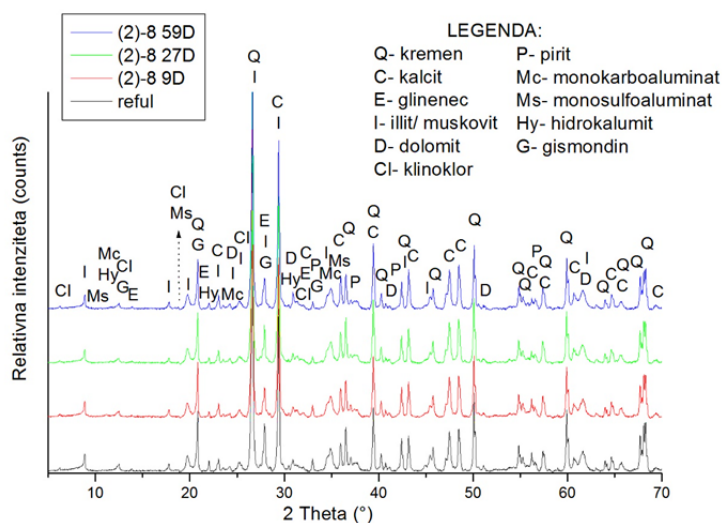 (2)-8 59D
(2)-8 27D
(2)-8 9D
reful
LEGENDA:
Q- kremen
C- kalcit
E- glinenec
I- illit/ muskovit
D- dolomit
Cl- klinoklor
P- pirit
Mc- monokarboaluminat
Ms- monosulfoaluminat
Hy- hidrokalumit
G- gismondin
Relativna intenziteta (counts)
Cl
I
Ms
Mc
Hy
Cl
G
E
I
Cl
Ms
I
Q
G
E
Hy
C
I
Mc
D
I
Cl
I
Q
I
E
I
G
C
I
D
Hy
C
E
Cl
P
G
I
Mc
Ms
C
Q
P
Q
C
Q
D
P
I
Q
C
I
Q
C
C
Q
D
Q
Q
C
P
C
Q
C
I
D
Q
C
Q
C
Q
Q
C
10
20
30
40
50
60
70
2 Theta (°)